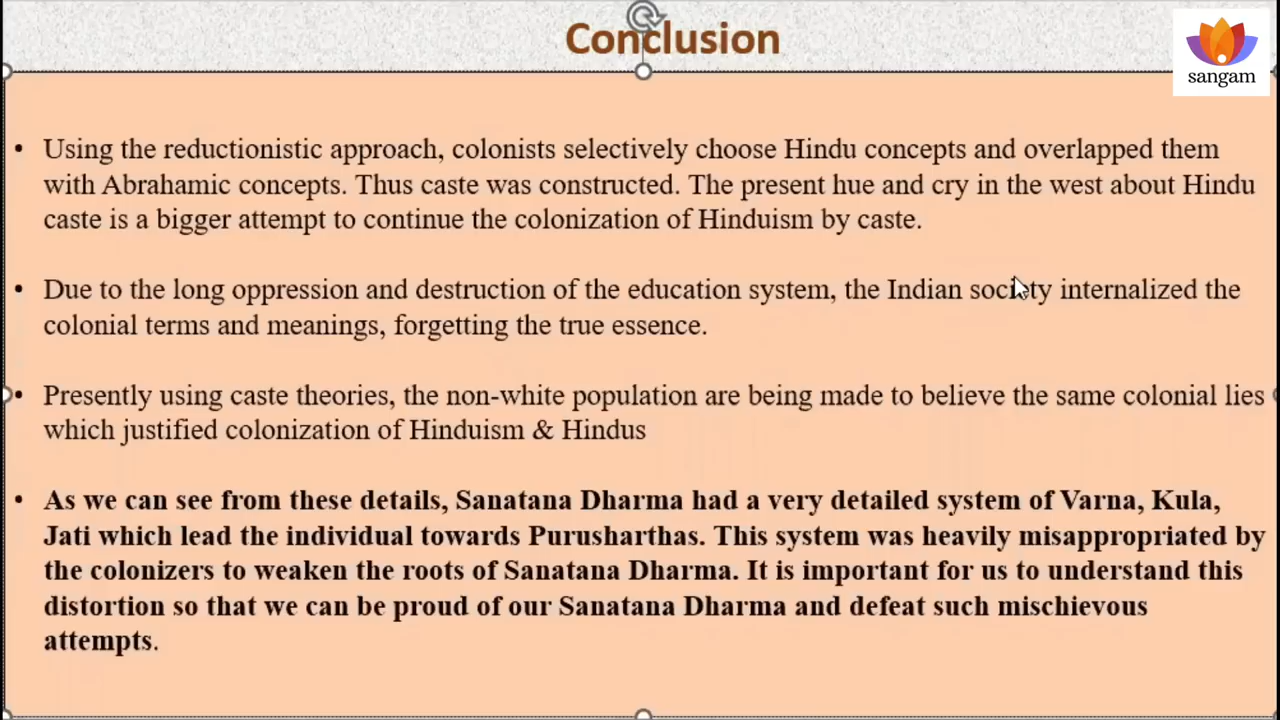 Conclusion
sangam
• Using the reductionistic approach, colonists selectively choose Hindu concepts and overlapped them
with Abrahamic concepts. Thus caste was constructed. The present hue and cry in the west about Hindu
caste is a bigger attempt to continue the colonization of Hinduism by caste.
• Due to the long oppression and destruction of the education system, the Indian society internalized the
colonial terms and meanings, forgetting the true essence.
• Presently using caste theories, the non-white population are being made to believe the same colonial lies
which justified colonization of Hinduism & Hindus
• As we can see from these details, Sanatana Dharma had a very detailed system of Varna, Kula,
Jati which lead the individual towards Purusharthas. This system was heavily misappropriated by
the colonizers to weaken the roots of Sanatana Dharma. It is important for us to understand this
distortion so that we can be proud of our Sanatana Dharma and defeat such mischievous
attempts.